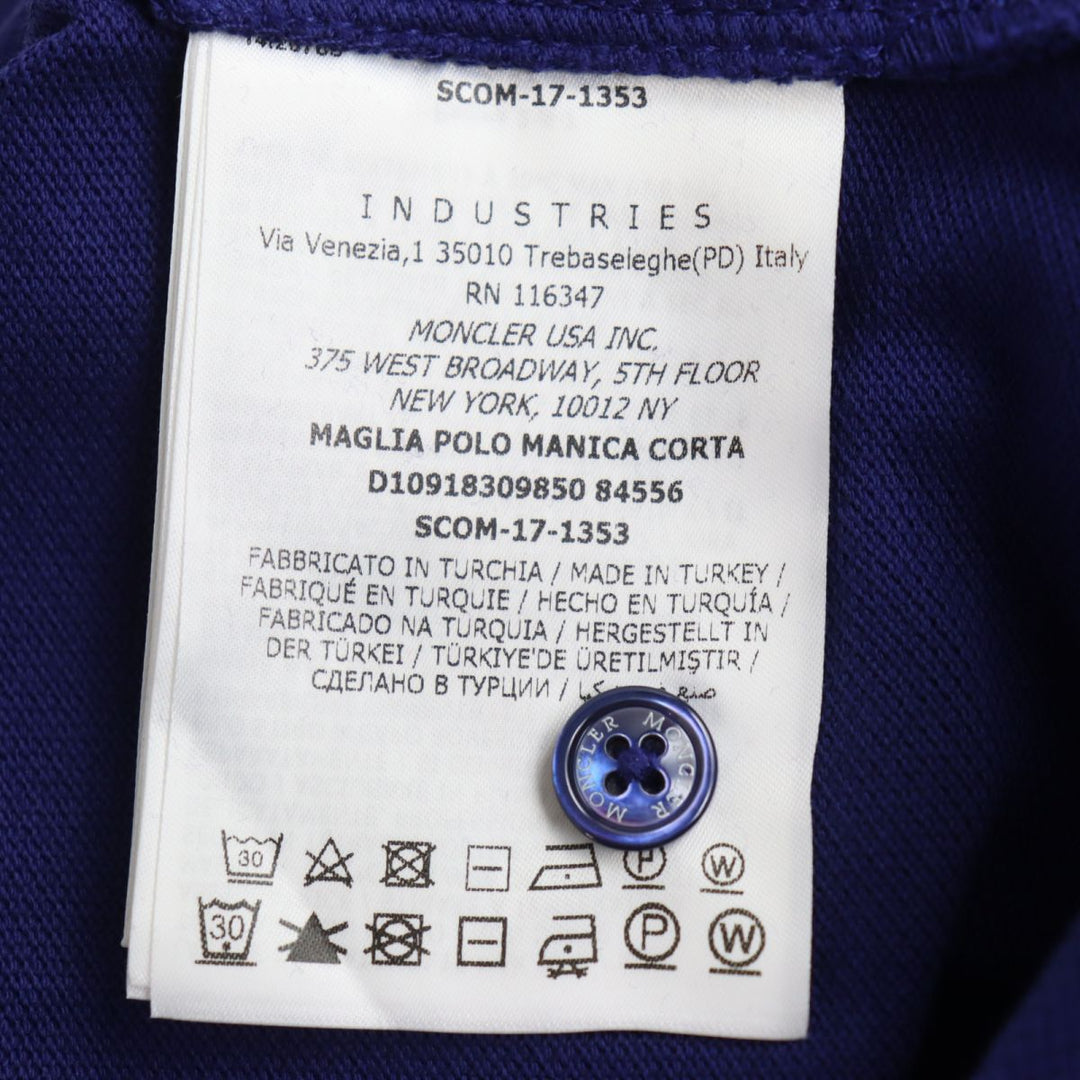 SCOM-17-1353
INDUSTRIES
Via Venezia,1 35010 Trebaseleghe(PD) Italy
RN 116347
MONCLER USA INC.
375 WEST BROADWAY, 5TH FLOOR
NEW YORK, 10012 NY
MAGLIA POLO MANICA CORTA
D10918309850 84556
SCOM-17-1353
FABBRICATO IN TURCHIA / MADE IN TURKEY /
FABRIQUÉ EN TURQUIE / HECHO EN TURQUÍA /
FABRICADO NA TURQUIA / HERGESTELLT IN
DER TÜRKEI / TÜRKIYE'DE ÜRETILMIŞTIR /
СДЕЛАНО В ТУРЦИИ /
MONCLER MONCLER
30 P W
30 P W